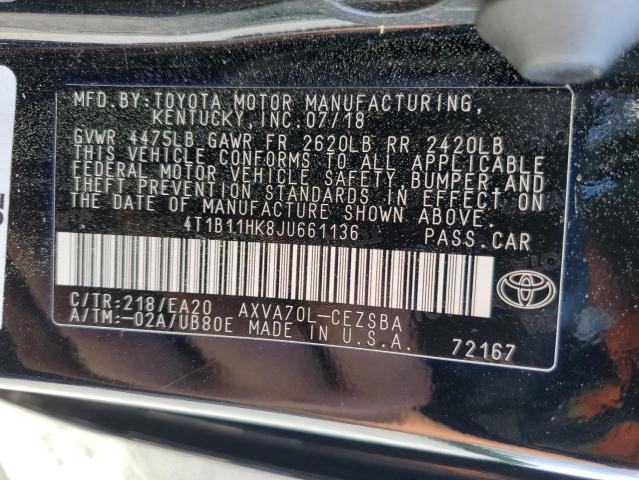 MFD. BY: TOYOTA MOTOR MANUFACTURING,
KENTUCKY, INC. 07/18
GVWR 4475LB GAWR FR 2620LB RR 2420LB
THIS VEHICLE CONFORMS TO ALL APPLICABLE
FEDERAL MOTOR VEHICLE SAFETY, BUMPER, AND
THEFT PREVENTION STANDARDS IN EFFECT ON
THE DATE OF MANUFACTURE SHOWN ABOVE.
4T1B11HK8JU661136 PASS. CAR
C/TR: 218/EA20 AXVA70L-CEZSBA
A/TM: -02A/UB80E MADE IN U.S.A.
72167